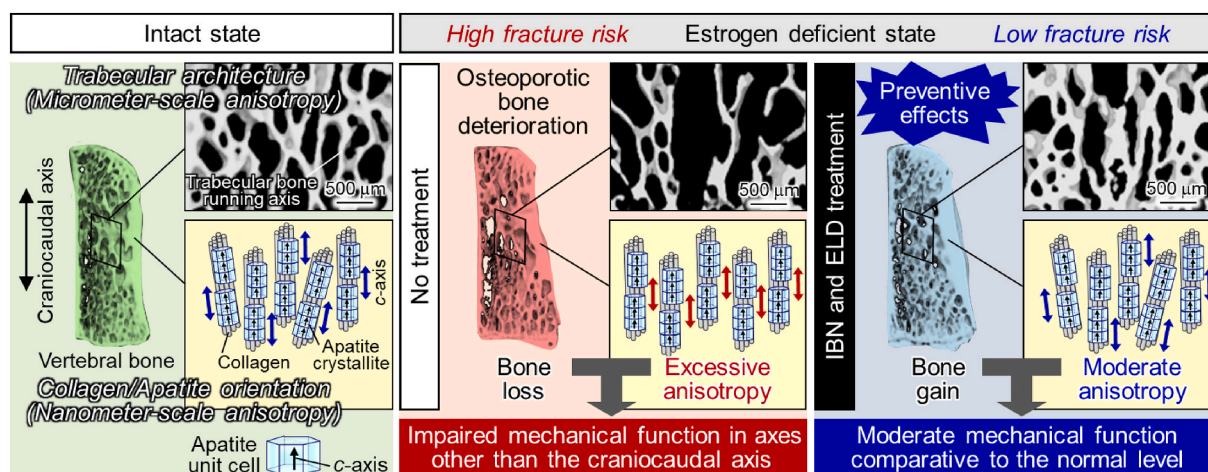 Intact state
High fracture risk
Estrogen deficient state
Low fracture risk
Trabecular architecture
(Micrometer-scale anisotropy)
Craniocaudal axis
Trabecular bone
running axis
500 μm
c-axis
Collagen
Apatite
crystallite
Vertebral bone
Collagen/Apatite orientation
(Nanometer-scale anisotropy)
Apatite
unit cell
c-axis
No treatment
Osteoporotic
bone
deterioration
500 μm
Bone
loss
Excessive
anisotropy
Impaired mechanical function in axes
other than the craniocaudal axis
IBN and ELD treatment
Preventive
effects
500 μm
Bone
gain
Moderate
anisotropy
Moderate mechanical function
comparative to the normal level